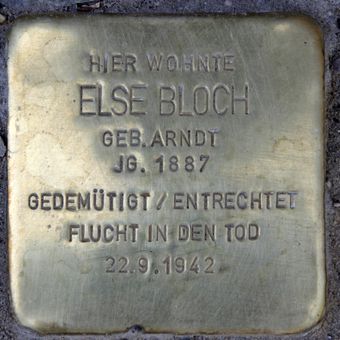 HIER WOHNTE
ELSE BLOCH
GEB. ARNDT
JG. 1887
GEDEMÜTIGT / ENTRECHTET
FLUCHT IN DEN TOD
22.9.1942